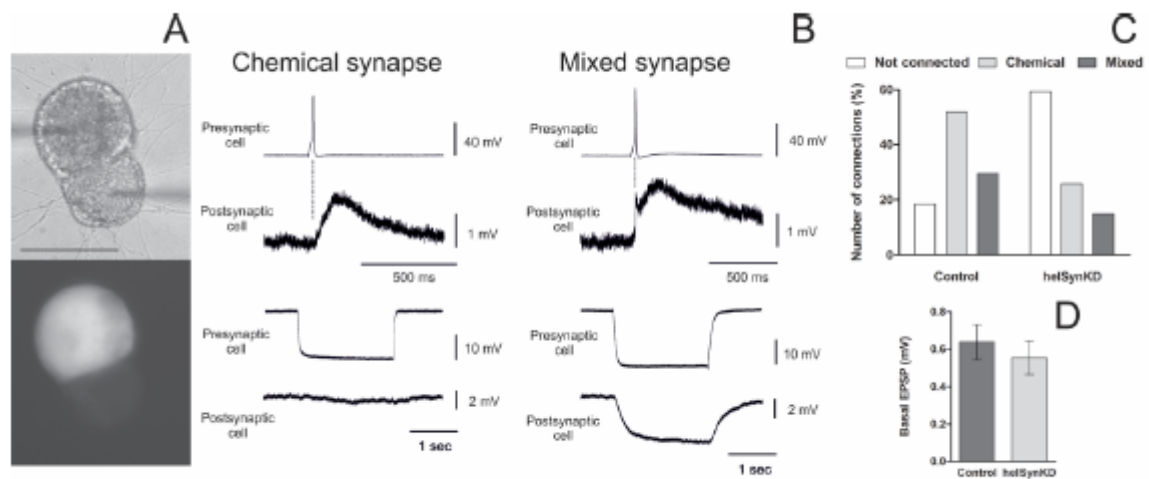 A
B
C
Chemical synapse
Mixed synapse
Not connected Chemical Mixed
Presynaptic
cell
40 mV
Presynaptic
cell
40 mV
Postsynaptic
cell
1 mV
Postsynaptic
cell
1 mV
500 ms
500 ms
Presynaptic
cell
10 mV
Presynaptic
cell
10 mV
Postsynaptic
cell
2 mV
Postsynaptic
cell
2 mV
1 sec
1 sec
Number of connections (%)
60
40
20
0
Control helSynKD
D
Basal EPSP (mV)
0.8
0.6
0.4
0.2
0.0
Control helSynKD